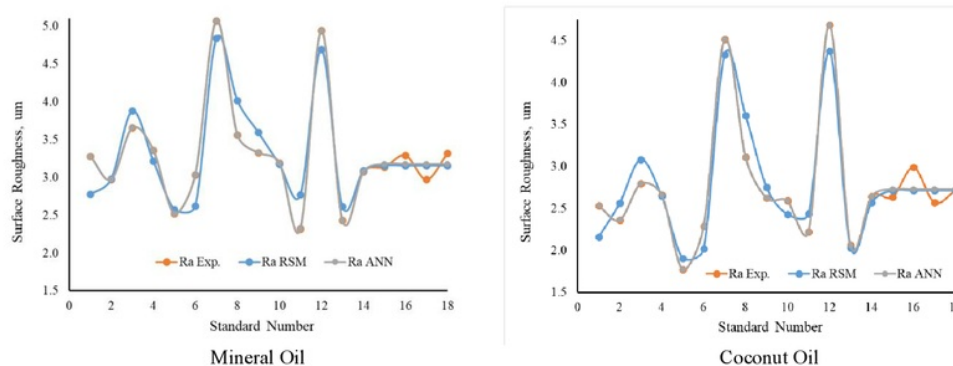 5.0
4.5
4.0
3.5
3.0
2.5
2.0
1.5
Surface Roughness, um
0 2 4 6 8 10 12 14 16 18
Standard Number
Ra Exp. Ra RSM Ra ANN
Mineral Oil
4.5
4.0
3.5
3.0
2.5
2.0
1.5
Surface Roughness, um
0 2 4 6 8 10 12 14 16 18
Standard Number
Ra Exp. Ra RSM Ra ANN
Coconut Oil